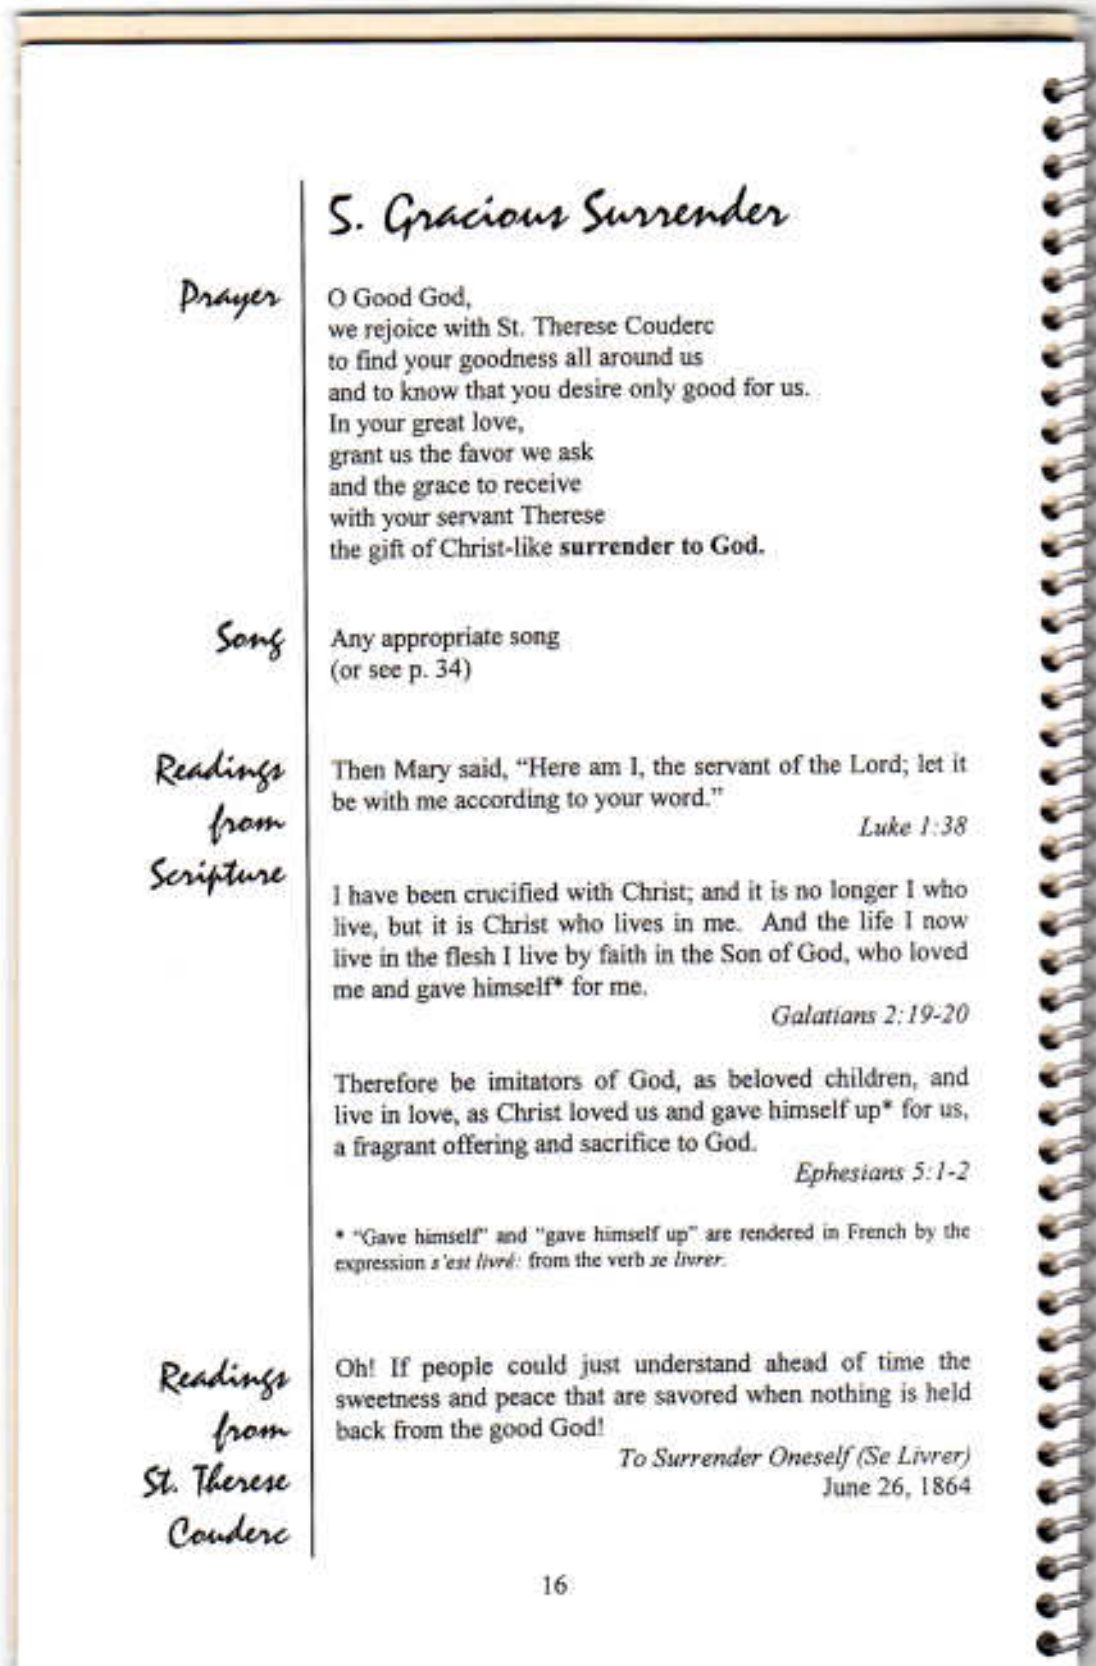 5. Gracious Surrender
Prayer
O Good God,
we rejoice with St. Therese Couderc
to find your goodness all around us
and to know that you desire only good for us.
In your great love,
grant us the favor we ask
and the grace to receive
with your servant Therese
the gift of Christ-like surrender to God.
Song
Any appropriate song
(or see p. 34)
Readings
from
Scripture
Then Mary said, “Here am I, the servant of the Lord; let it
be with me according to your word.”
Luke 1:38
I have been crucified with Christ; and it is no longer I who
live, but it is Christ who lives in me. And the life I now
live in the flesh I live by faith in the Son of God, who loved
me and gave himself* for me.
Galatians 2:19-20
Therefore be imitators of God, as beloved children, and
live in love, as Christ loved us and gave himself up* for us,
a fragrant offering and sacrifice to God.
Ephesians 5:1-2
* “Gave himself” and “gave himself up” are rendered in French by the
expression s’est livré: from the verb se livrer.
Readings
from
St. Therese
Couderc
Oh! If people could just understand ahead of time the
sweetness and peace that are savored when nothing is held
back from the good God!
To Surrender Oneself (Se Livrer)
June 26, 1864
16